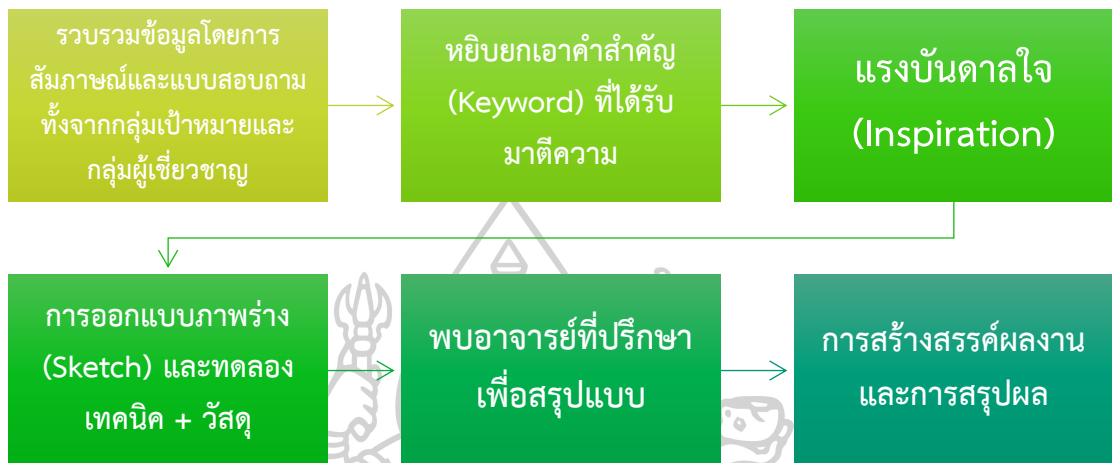 รวบรวมข้อมูลโดยการ
สัมภาษณ์และแบบสอบถาม
ทั้งจากกลุ่มเป้าหมายและ
กลุ่มผู้เชี่ยวชาญ
หยิบยกเอาคำสำคัญ
(Keyword) ที่ได้รับ
มาตีความ
แรงบันดาลใจ
(Inspiration)
การออกแบบภาพร่าง
(Sketch) และทดลอง
เทคนิค + วัสดุ
พบอาจารย์ที่ปรึกษา
เพื่อสรุปแบบ
การสร้างสรรค์ผลงาน
และการสรุปผล